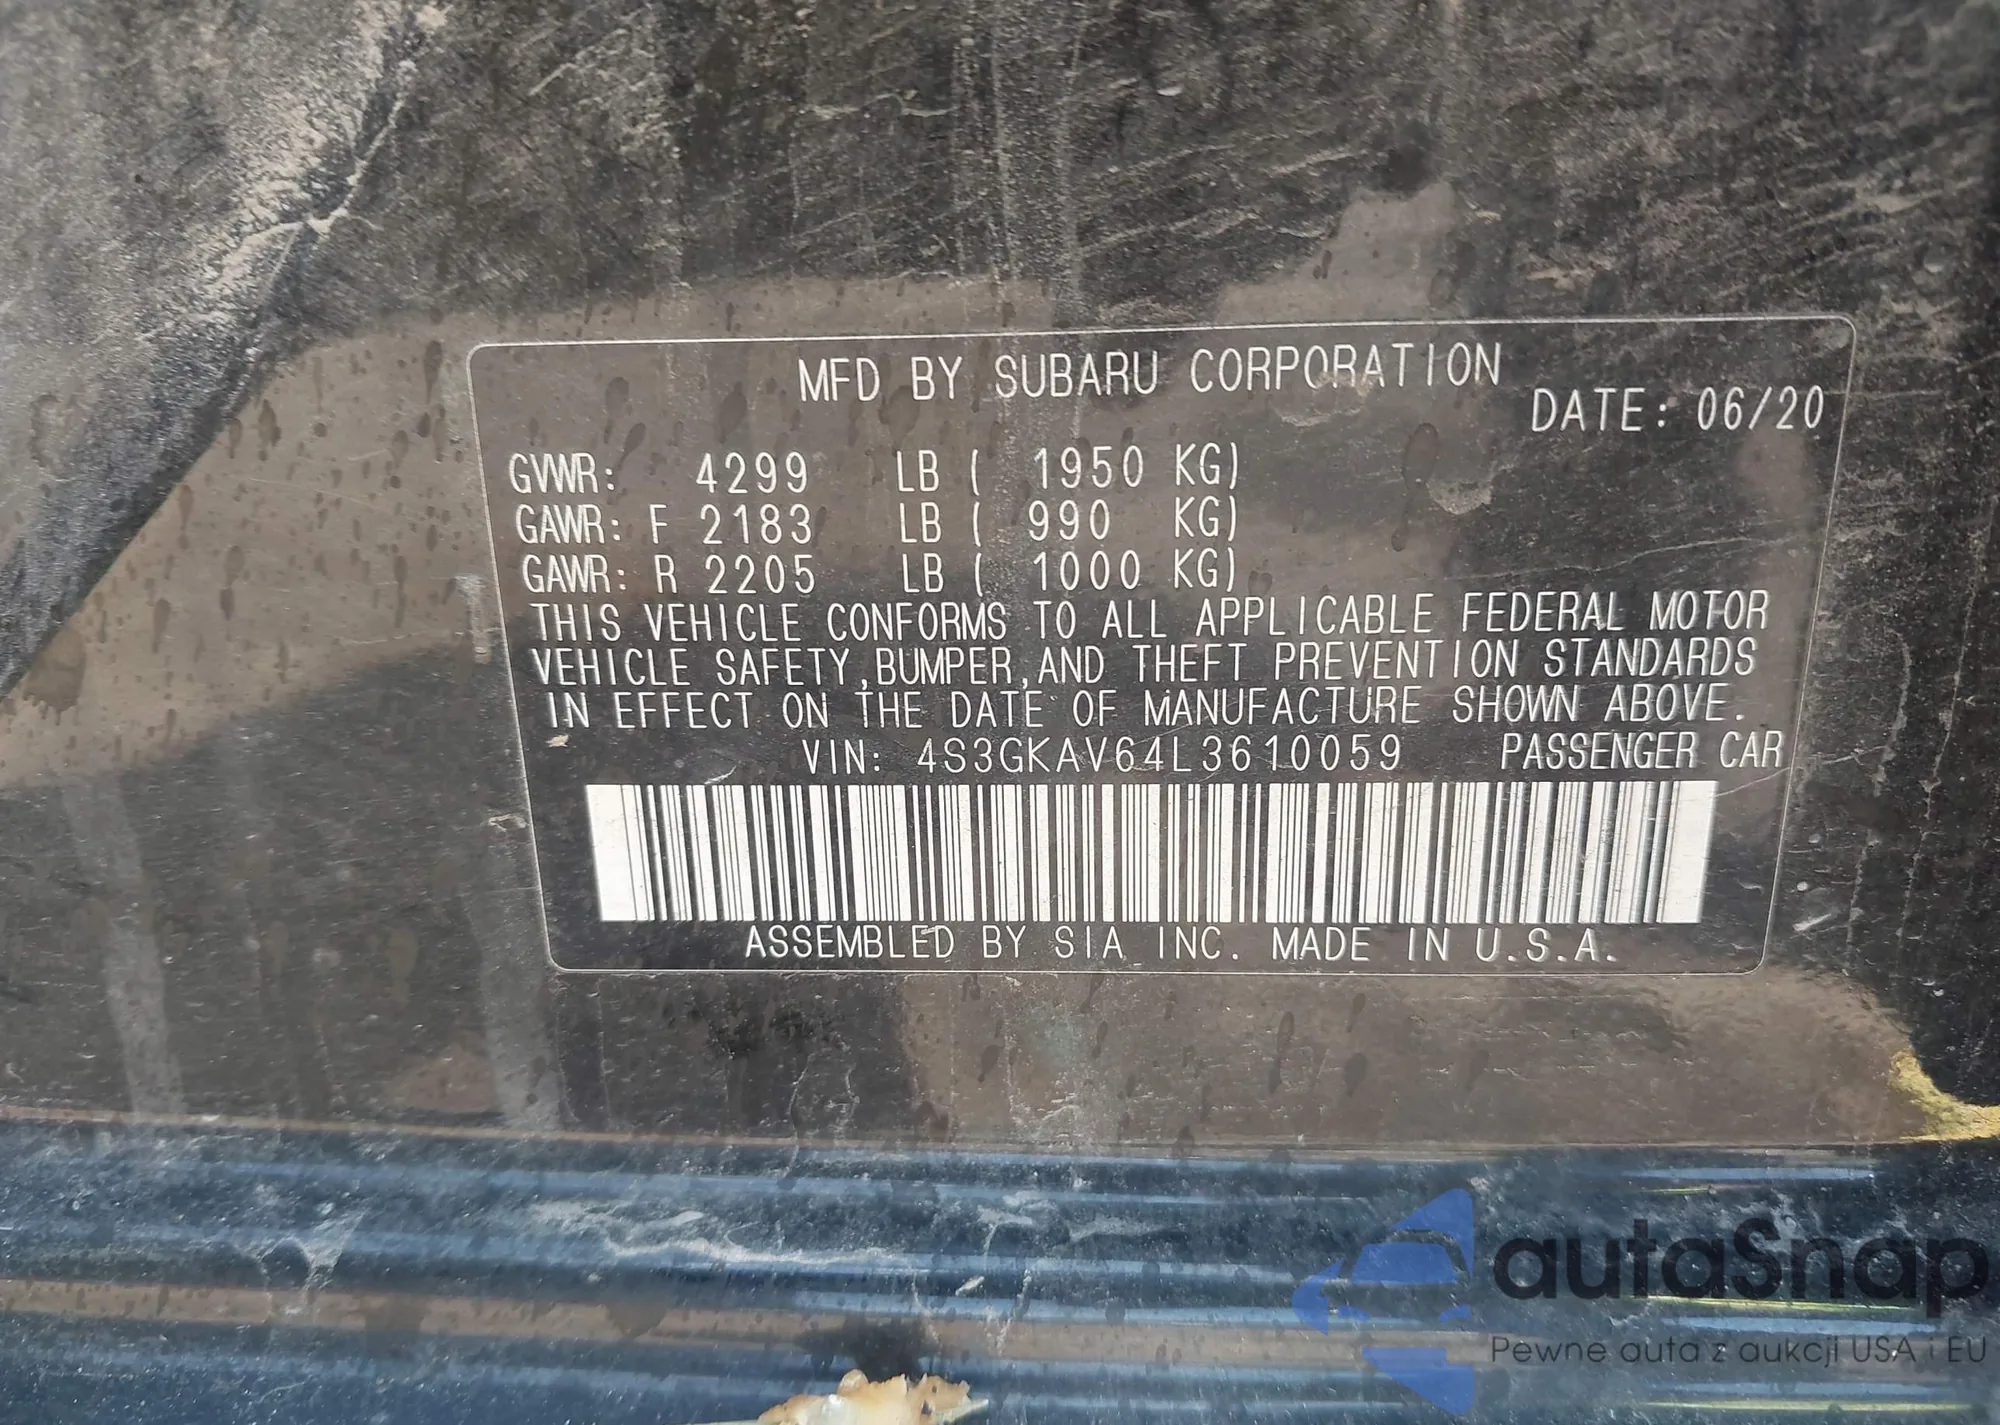 MFD BY SUBARU CORPORATION
DATE: 06/20
GVWR: 4299 LB ( 1950 KG)
GAWR: F 2183 LB ( 990 KG)
GAWR: R 2205 LB ( 1000 KG)
THIS VEHICLE CONFORMS TO ALL APPLICABLE FEDERAL MOTOR
VEHICLE SAFETY,BUMPER,AND THEFT PREVENTION STANDARDS
IN EFFECT ON THE DATE OF MANUFACTURE SHOWN ABOVE.
VIN: 4S3GKAV64L3610059 PASSENGER CAR
ASSEMBLED BY SIA INC. MADE IN U.S.A.
autaSnap
Pewne auta z aukcji USA i EU